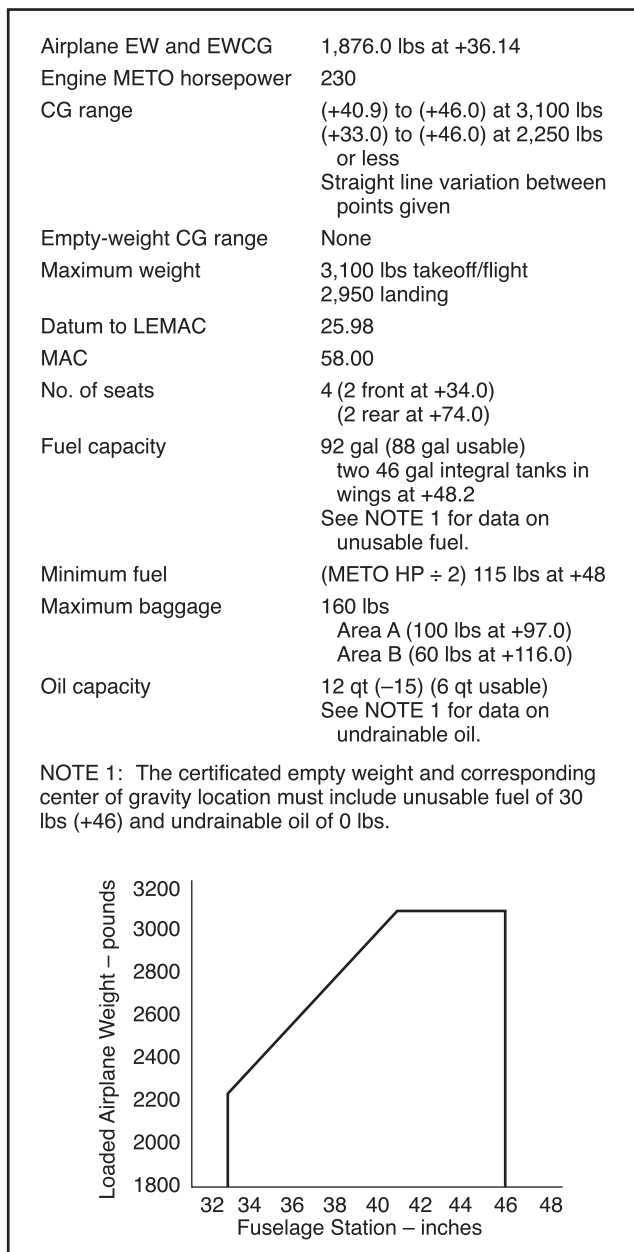 Airplane EW and EWCG 1,876.0 lbs at +36.14
Engine METO horsepower 230
CG range (+40.9) to (+46.0) at 3,100 lbs
(+33.0) to (+46.0) at 2,250 lbs
or less
Straight line variation between
points given
Empty-weight CG range None
Maximum weight 3,100 lbs takeoff/flight
2,950 landing
Datum to LEMAC 25.98
MAC 58.00
No. of seats 4 (2 front at +34.0)
(2 rear at +74.0)
Fuel capacity 92 gal (88 gal usable)
two 46 gal integral tanks in
wings at +48.2
See NOTE 1 for data on
unusable fuel.
Minimum fuel (METO HP ÷ 2) 115 lbs at +48
Maximum baggage 160 lbs
Area A (100 lbs at +97.0)
Area B (60 lbs at +116.0)
Oil capacity 12 qt (–15) (6 qt usable)
See NOTE 1 for data on
undrainable oil.
NOTE 1: The certificated empty weight and corresponding
center of gravity location must include unusable fuel of 30
lbs (+46) and undrainable oil of 0 lbs.
Loaded Airplane Weight – pounds
3200
3000
2800
2600
2400
2200
2000
1800
32 34 36 38 40 42 44 46 48
Fuselage Station – inches